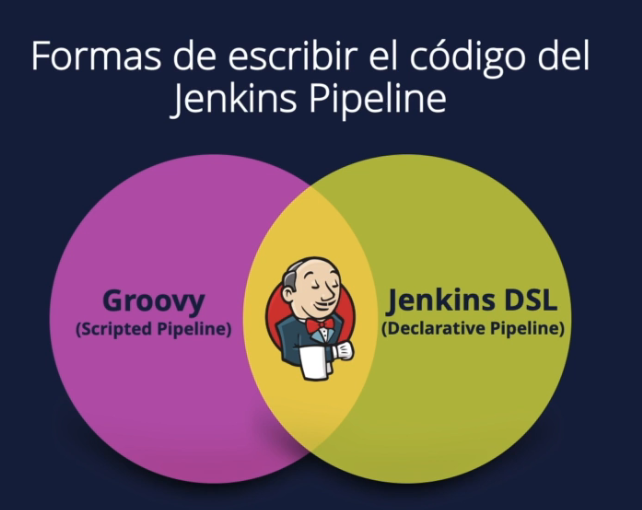 Formas de escribir el código del
Jenkins Pipeline
Groovy
(Scripted Pipeline)
Jenkins DSL
(Declarative Pipeline)